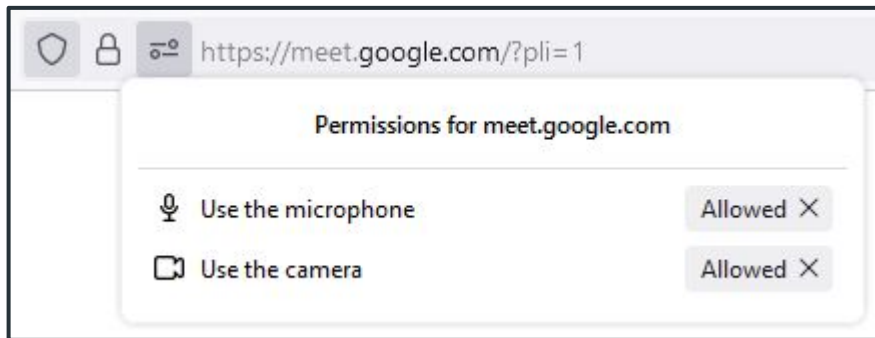 https://meet.google.com/?pli=1
Permissions for meet.google.com
Use the microphone Allowed
Use the camera Allowed